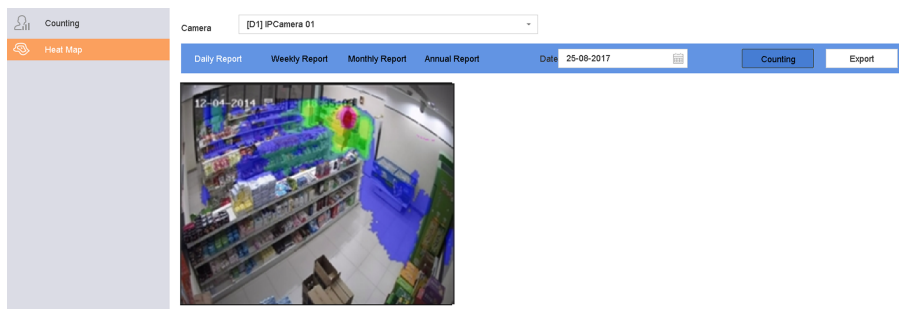 Counting
Heat Map
Camera
[D1] IPCamera 01
Daily Report
Weekly Report
Monthly Report
Annual Report
Date
25-08-2017
Counting
Export
12-04-2014